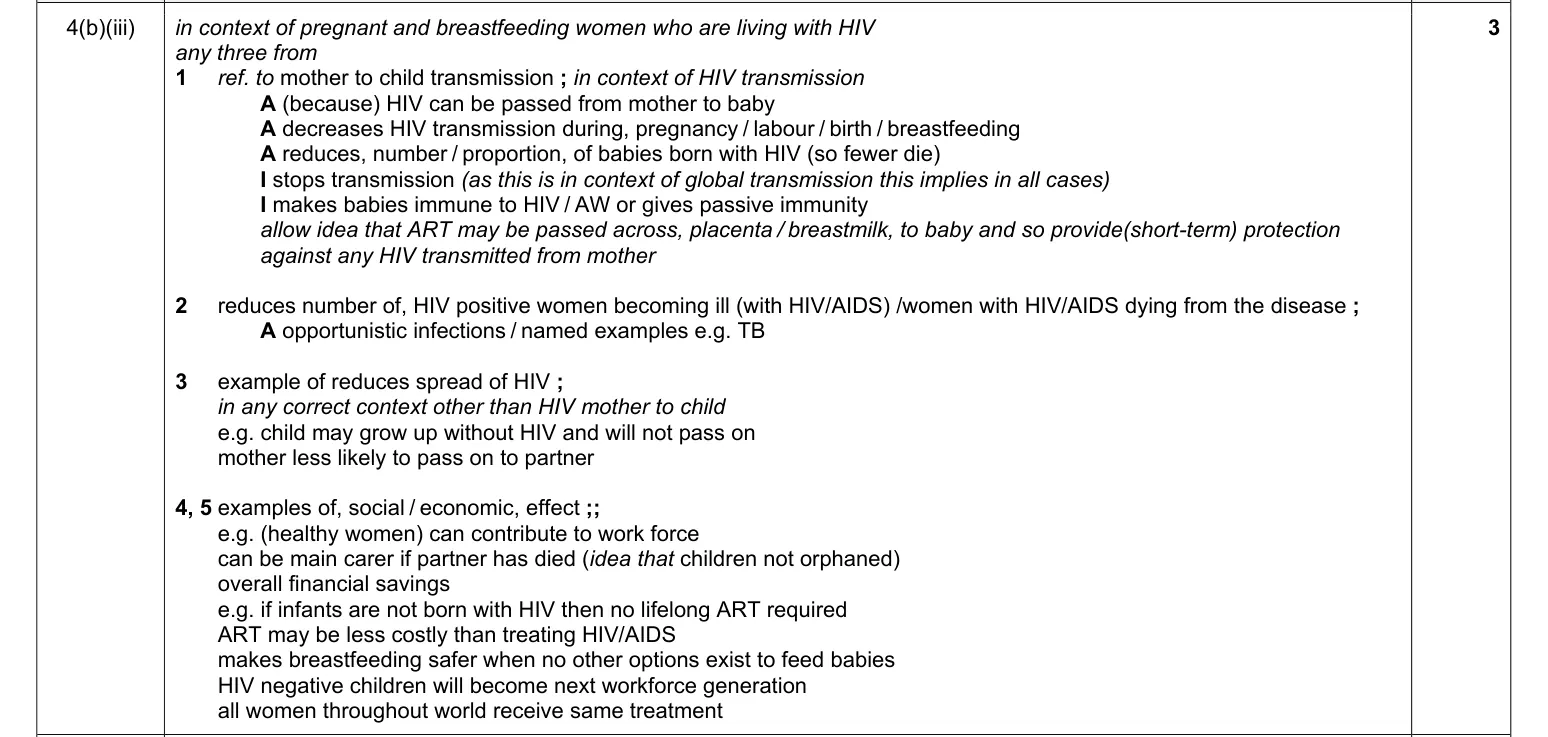 4(b)(iii) in context of pregnant and breastfeeding women who are living with HIV 3
any three from
1 ref. to mother to child transmission ; in context of HIV transmission
A (because) HIV can be passed from mother to baby
A decreases HIV transmission during, pregnancy / labour / birth / breastfeeding
A reduces, number / proportion, of babies born with HIV (so fewer die)
I stops transmission (as this is in context of global transmission this implies in all cases)
I makes babies immune to HIV / AW or gives passive immunity
allow idea that ART may be passed across, placenta / breastmilk, to baby and so provide(short-term) protection
against any HIV transmitted from mother
2 reduces number of, HIV positive women becoming ill (with HIV/AIDS) /women with HIV/AIDS dying from the disease ;
A opportunistic infections / named examples e.g. TB
3 example of reduces spread of HIV ;
in any correct context other than HIV mother to child
e.g. child may grow up without HIV and will not pass on
mother less likely to pass on to partner
4, 5 examples of, social / economic, effect ;;
e.g. (healthy women) can contribute to work force
can be main carer if partner has died (idea that children not orphaned)
overall financial savings
e.g. if infants are not born with HIV then no lifelong ART required
ART may be less costly than treating HIV/AIDS
makes breastfeeding safer when no other options exist to feed babies
HIV negative children will become next workforce generation
all women throughout world receive same treatment